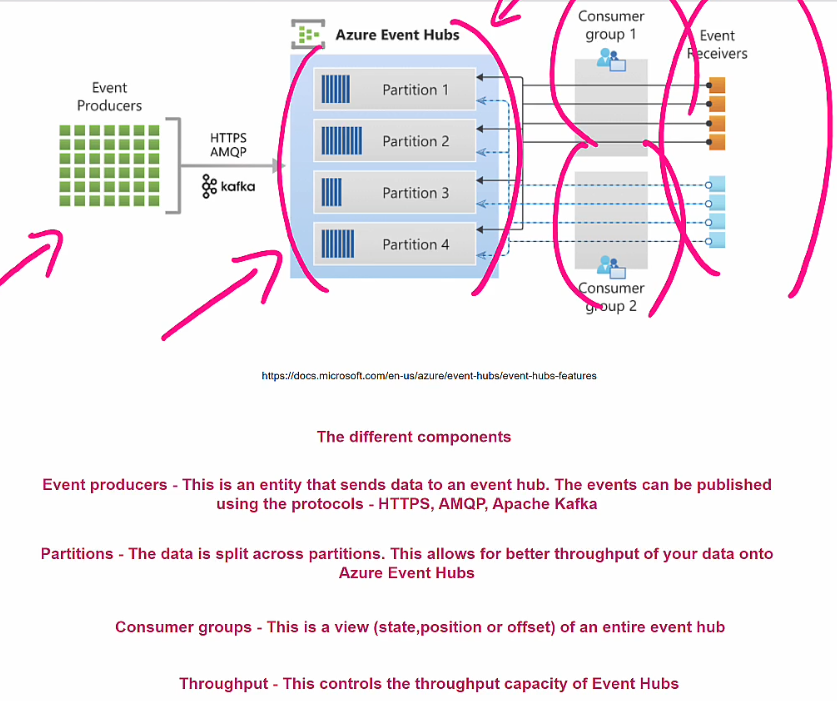 Consumer
group 1
Azure Event Hubs
Event
Receivers
Event
Producers
Partition 1
HTTPS
AMQP
Partition 2
kafka
Partition 3
Partition 4
Consumer
group 2
https://docs.microsoft.com/en-us/azure/event-hubs/event-hubs-features
The different components
Event producers - This is an entity that sends data to an event hub. The events can be published
using the protocols - HTTPS, AMQP, Apache Kafka
Partitions - The data is split across partitions. This allows for better throughput of your data onto
Azure Event Hubs
Consumer groups - This is a view (state,position or offset) of an entire event hub
Throughput - This controls the throughput capacity of Event Hubs